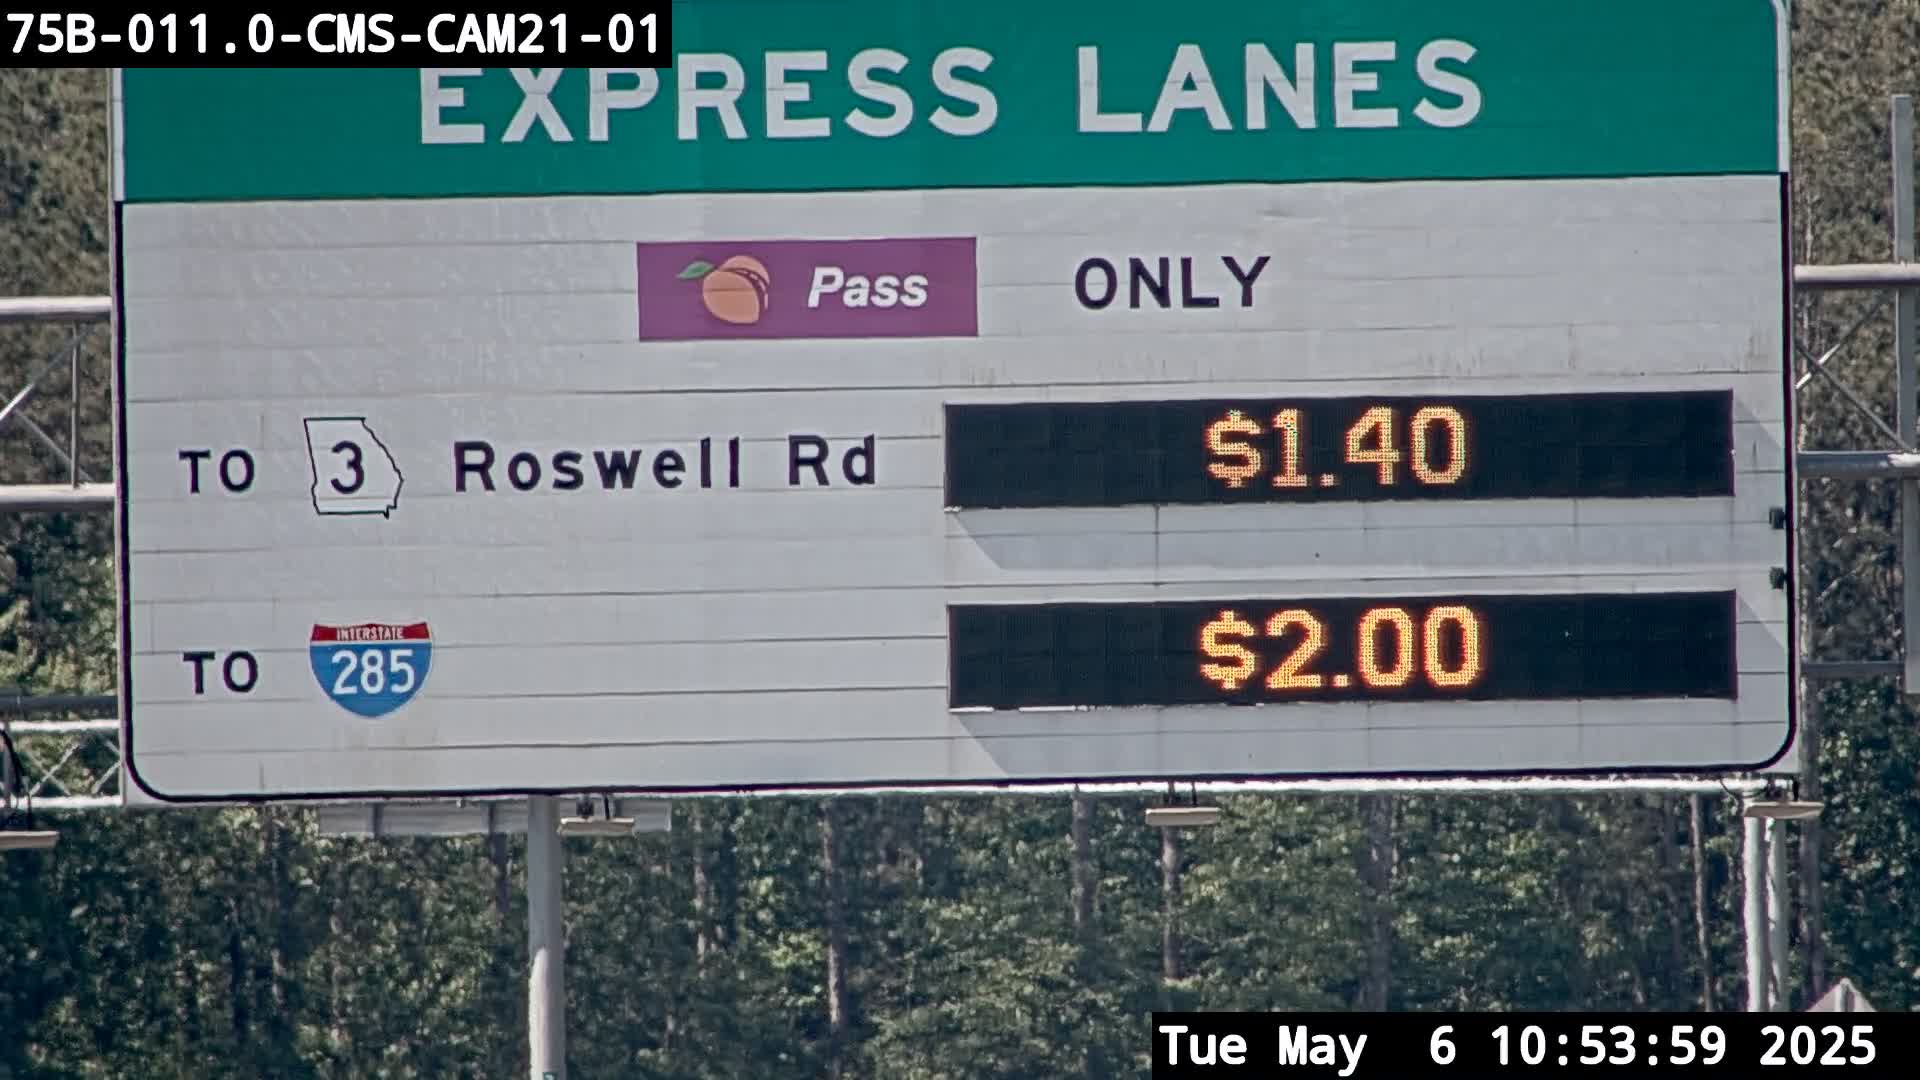 75B-011.0-CMS-CAM21-01
EXPRESS LANES
Pass ONLY
TO 3 Roswell Rd $1.40
INTERSTATE
TO 285 $2.00
Tue May 6 10:53:59 2025